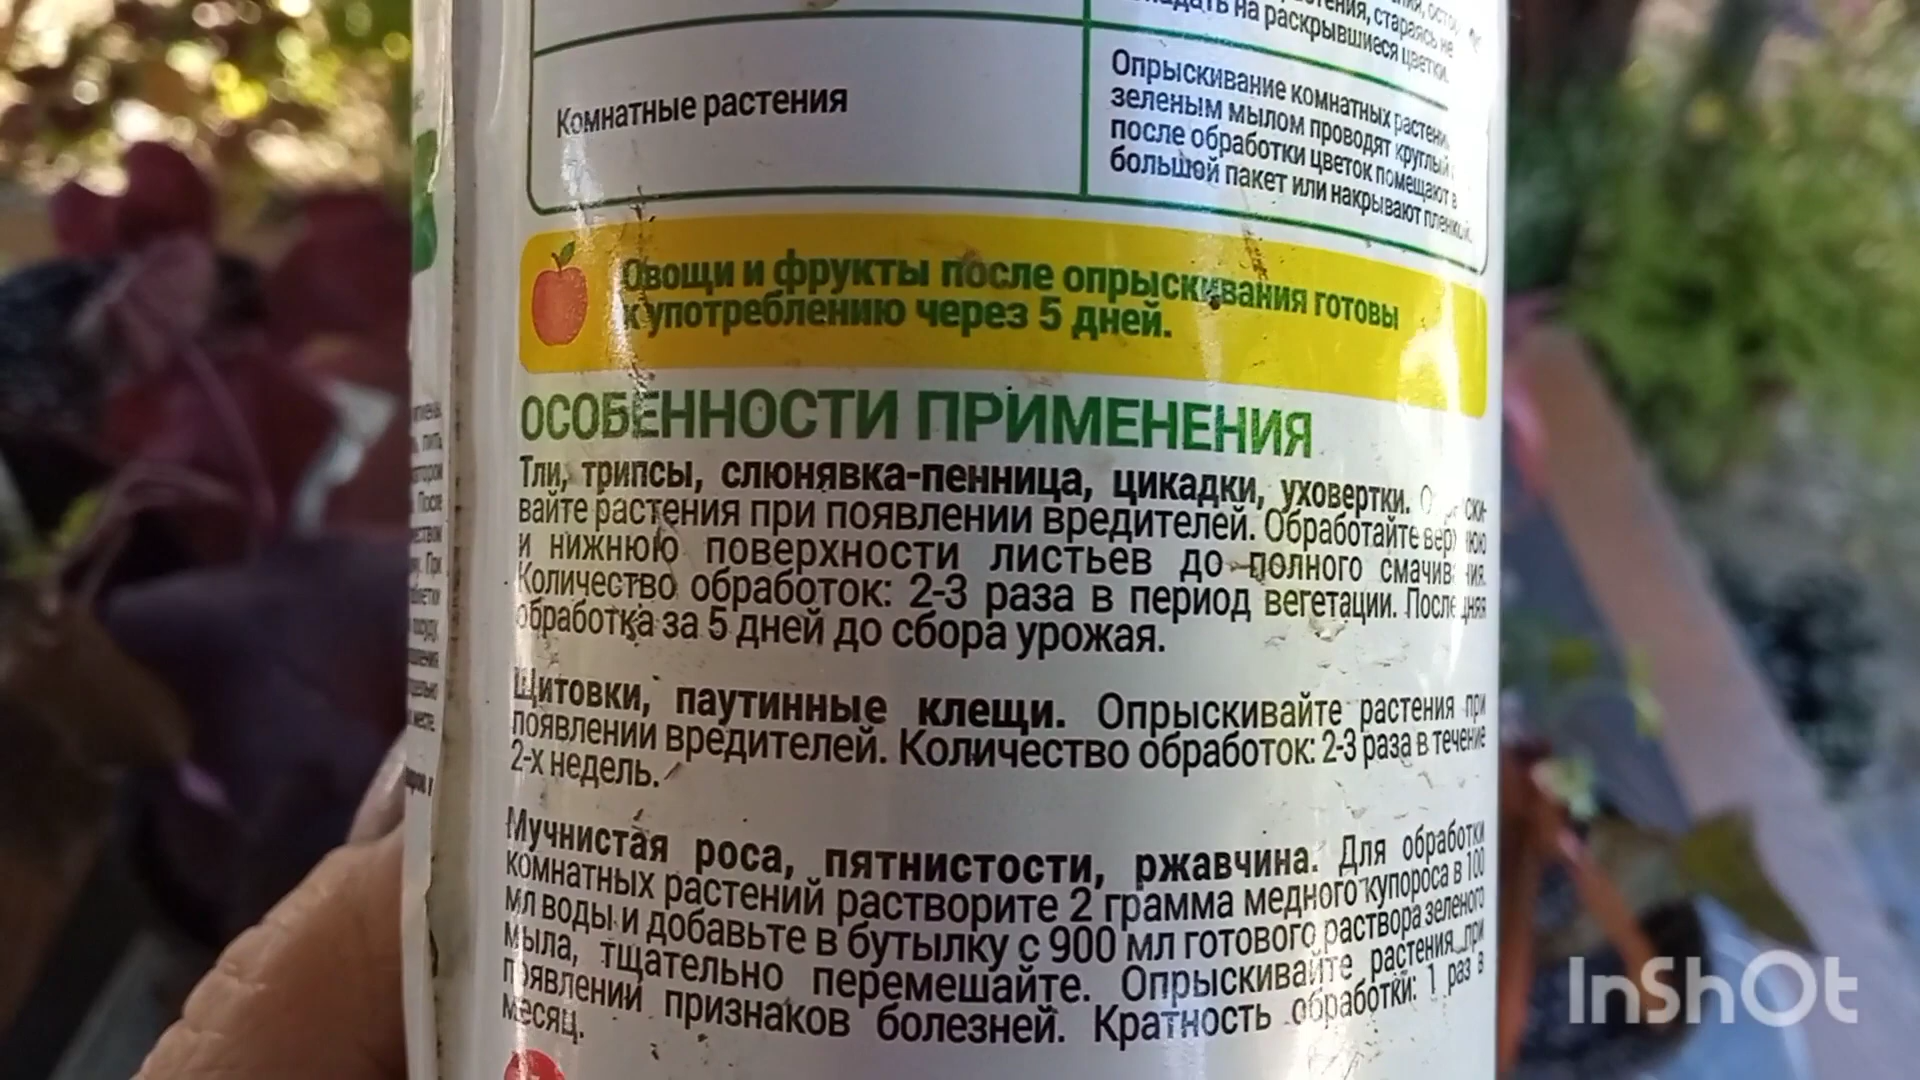 растения, стараясь не
на раскрывшиеся цветки.
Комнатные растения
Опрыскивание комнатных
зеленым мылом проводят круглый
после обработки цветок помещают в
большой пакет или накрывают пленкой.
Овощи и фрукты после опрыскивания готовы
к употреблению через 5 дней.
ОСОБЕННОСТИ ПРИМЕНЕНИЯ
Тли, трипсы, слюнявка-пенница, цикадки, уховертки. Опрыски-
вайте растения при появлении вредителей. Обработайте верхнюю
и нижнюю поверхности листьев до полного смачивания.
Количество обработок: 2-3 раза в период вегетации. Последняя
обработка за 5 дней до сбора урожая.
Щитовки, паутинные клещи. Опрыскивайте растения при
появлении вредителей. Количество обработок: 2-3 раза в течение
2-х недель.
Мучнистая роса, пятнистости, ржавчина. Для обработки
комнатных растений растворите 2 грамма медного купороса в 100
мл воды и добавьте в бутылку с 900 мл готового раствора зеленого
мыла, тщательно перемешайте. Опрыскивайте растения при
появлении признаков болезней. Кратность обработки: 1 раз в
месяц.
InShOt